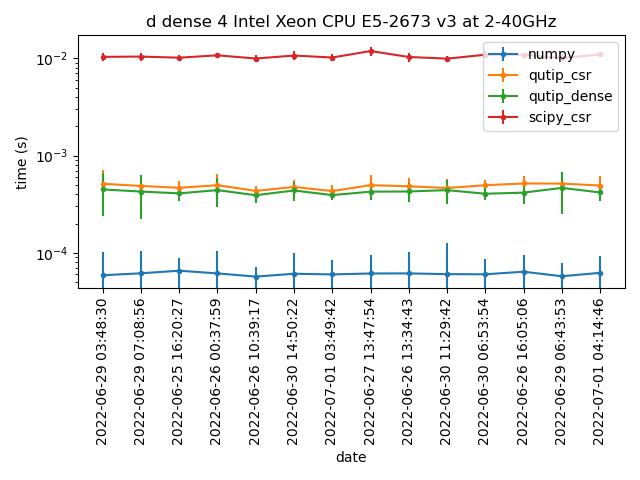 d dense 4 Intel Xeon CPU E5-2673 v3 at 2-40GHz
numpy
qutip_csr
qutip_dense
scipy_csr
time (s)
10⁻²
10⁻³
10⁻⁴
2022-06-29 03:48:30
2022-06-29 07:08:56
2022-06-25 16:20:27
2022-06-26 00:37:59
2022-06-26 10:39:17
2022-06-30 14:50:22
2022-07-01 03:49:42
2022-06-27 13:47:54
2022-06-26 13:34:43
2022-06-30 11:29:42
2022-06-30 06:53:54
2022-06-26 16:05:06
2022-06-29 06:43:53
2022-07-01 04:14:46
date